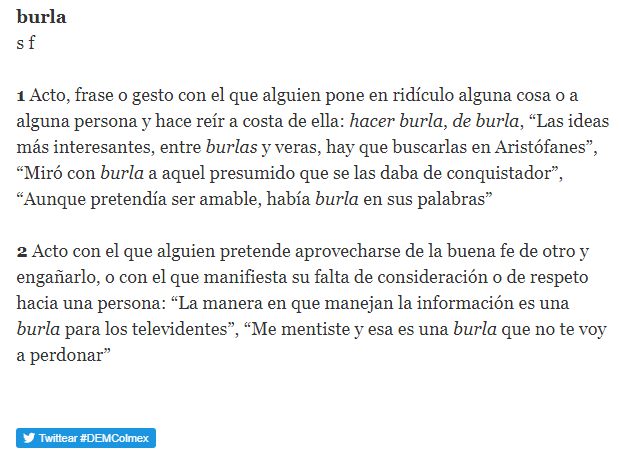 burla
s f
1 Acto, frase o gesto con el que alguien pone en ridículo alguna cosa o a
alguna persona y hace reír a costa de ella: hacer burla, de burla, “Las ideas
más interesantes, entre burlas y veras, hay que buscarlas en Aristófanes”,
“Miró con burla a aquel presumido que se las daba de conquistador”,
“Aunque pretendía ser amable, había burla en sus palabras”
2 Acto con el que alguien pretende aprovecharse de la buena fe de otro y
engañarlo, o con el que manifiesta su falta de consideración o de respeto
hacia una persona: “La manera en que manejan la información es una
burla para los televidentes”, “Me mentiste y esa es una burla que no te voy
a perdonar”
Twittear #DEMColmex